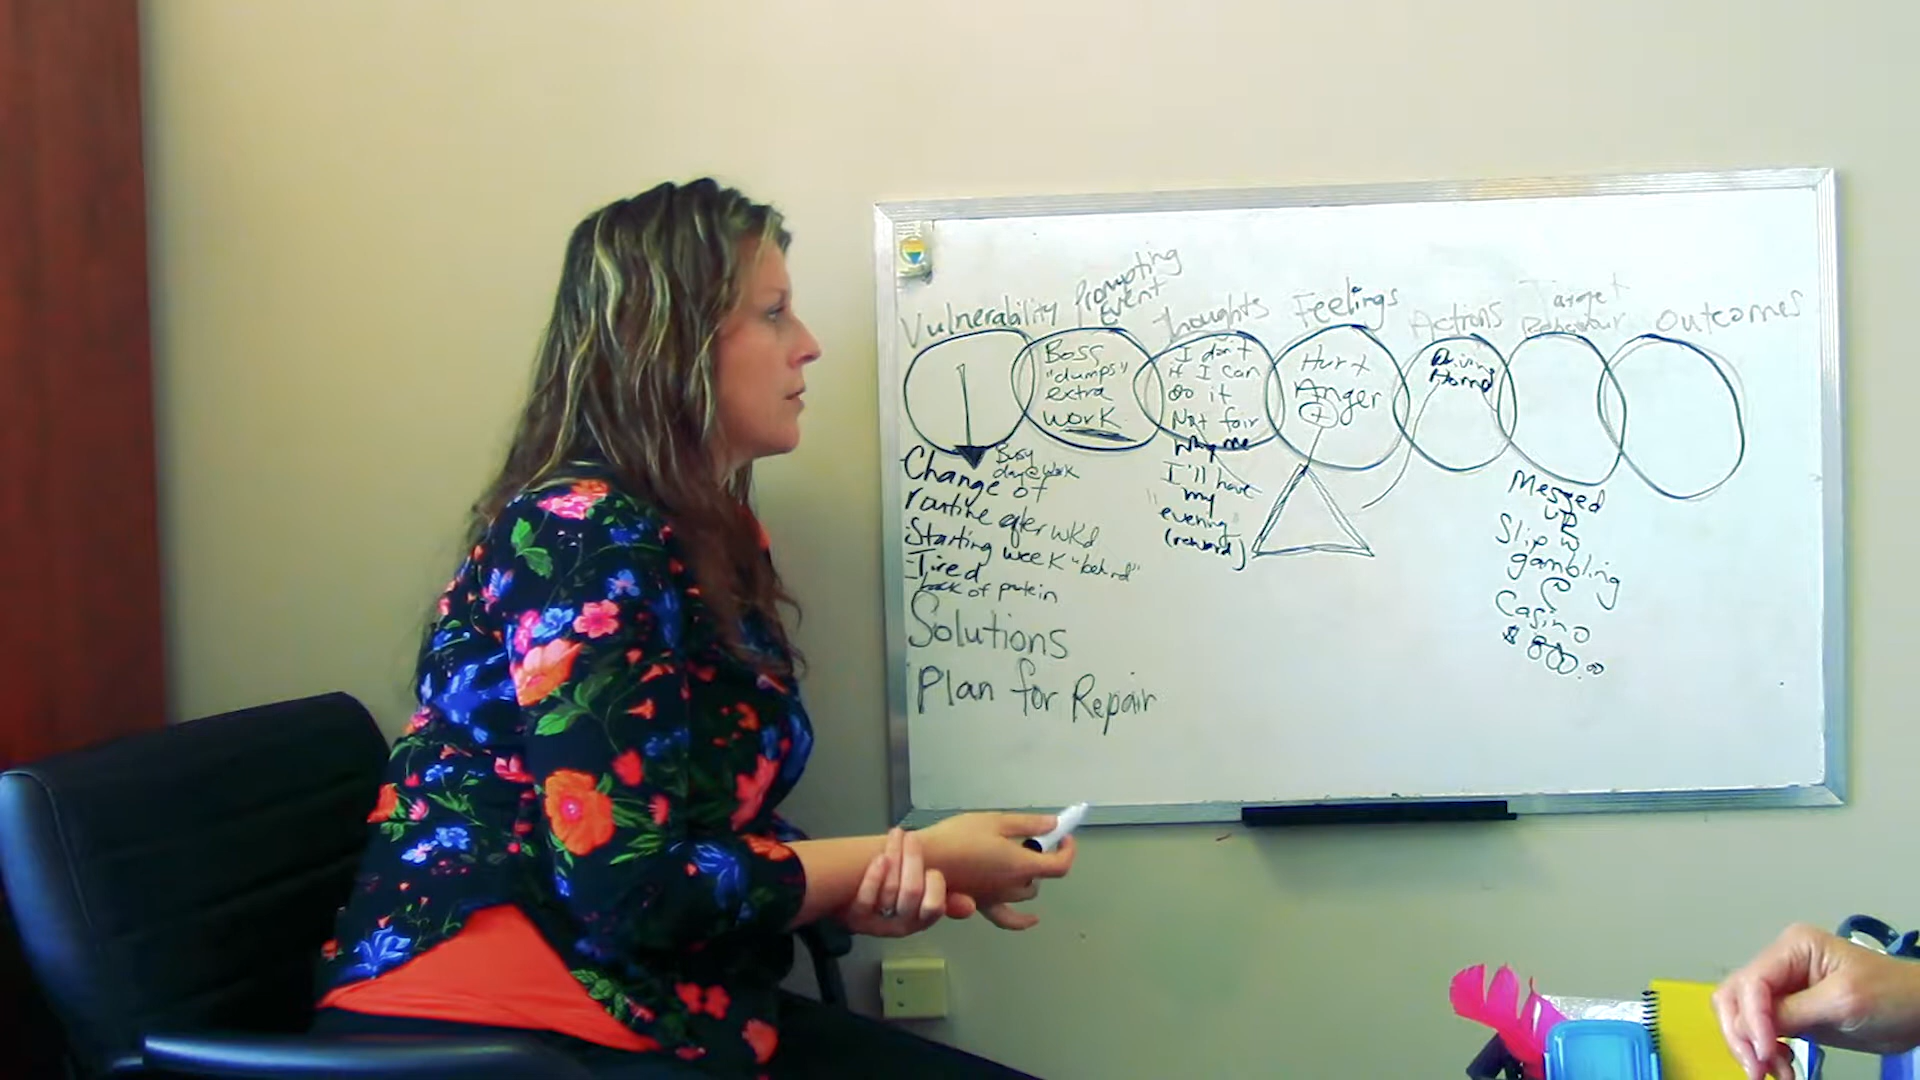 Vulnerability
Prompting
Event
Thoughts
Feelings
Actions
Target
Behaviour
Outcomes
Boss
"dumps"
extra
work
I don't
if I can
do it
Not fair
Why me
I'll have
my
"evening"
(reward)
Hurt
Anger
Driving
Home
Busy
day @ work
Change of
routine after wkd
Starting week "behind"
Tired
Lack of protein
Solutions
Plan for Repair
Messed
up
Slip
gambling
@
Casino
$800.00